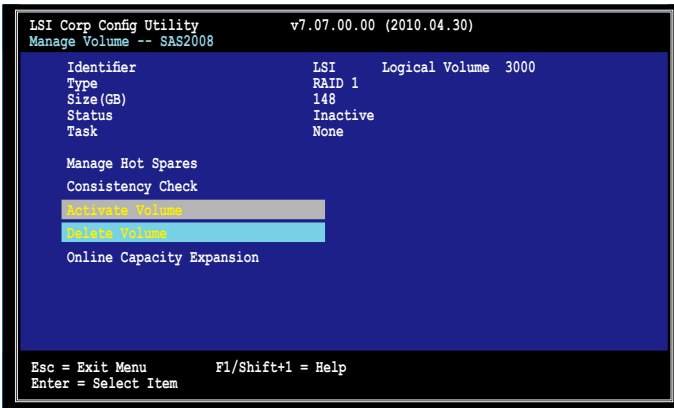 LSI Corp Config Utility v7.07.00.00 (2010.04.30)
Manage Volume -- SAS2008
Identifier LSI Logical Volume 3000
Type RAID 1
Size(GB) 148
Status Inactive
Task None
Manage Hot Spares
Consistency Check
Activate Volume
Delete Volume
Online Capacity Expansion
Esc = Exit Menu F1/Shift+1 = Help
Enter = Select Item